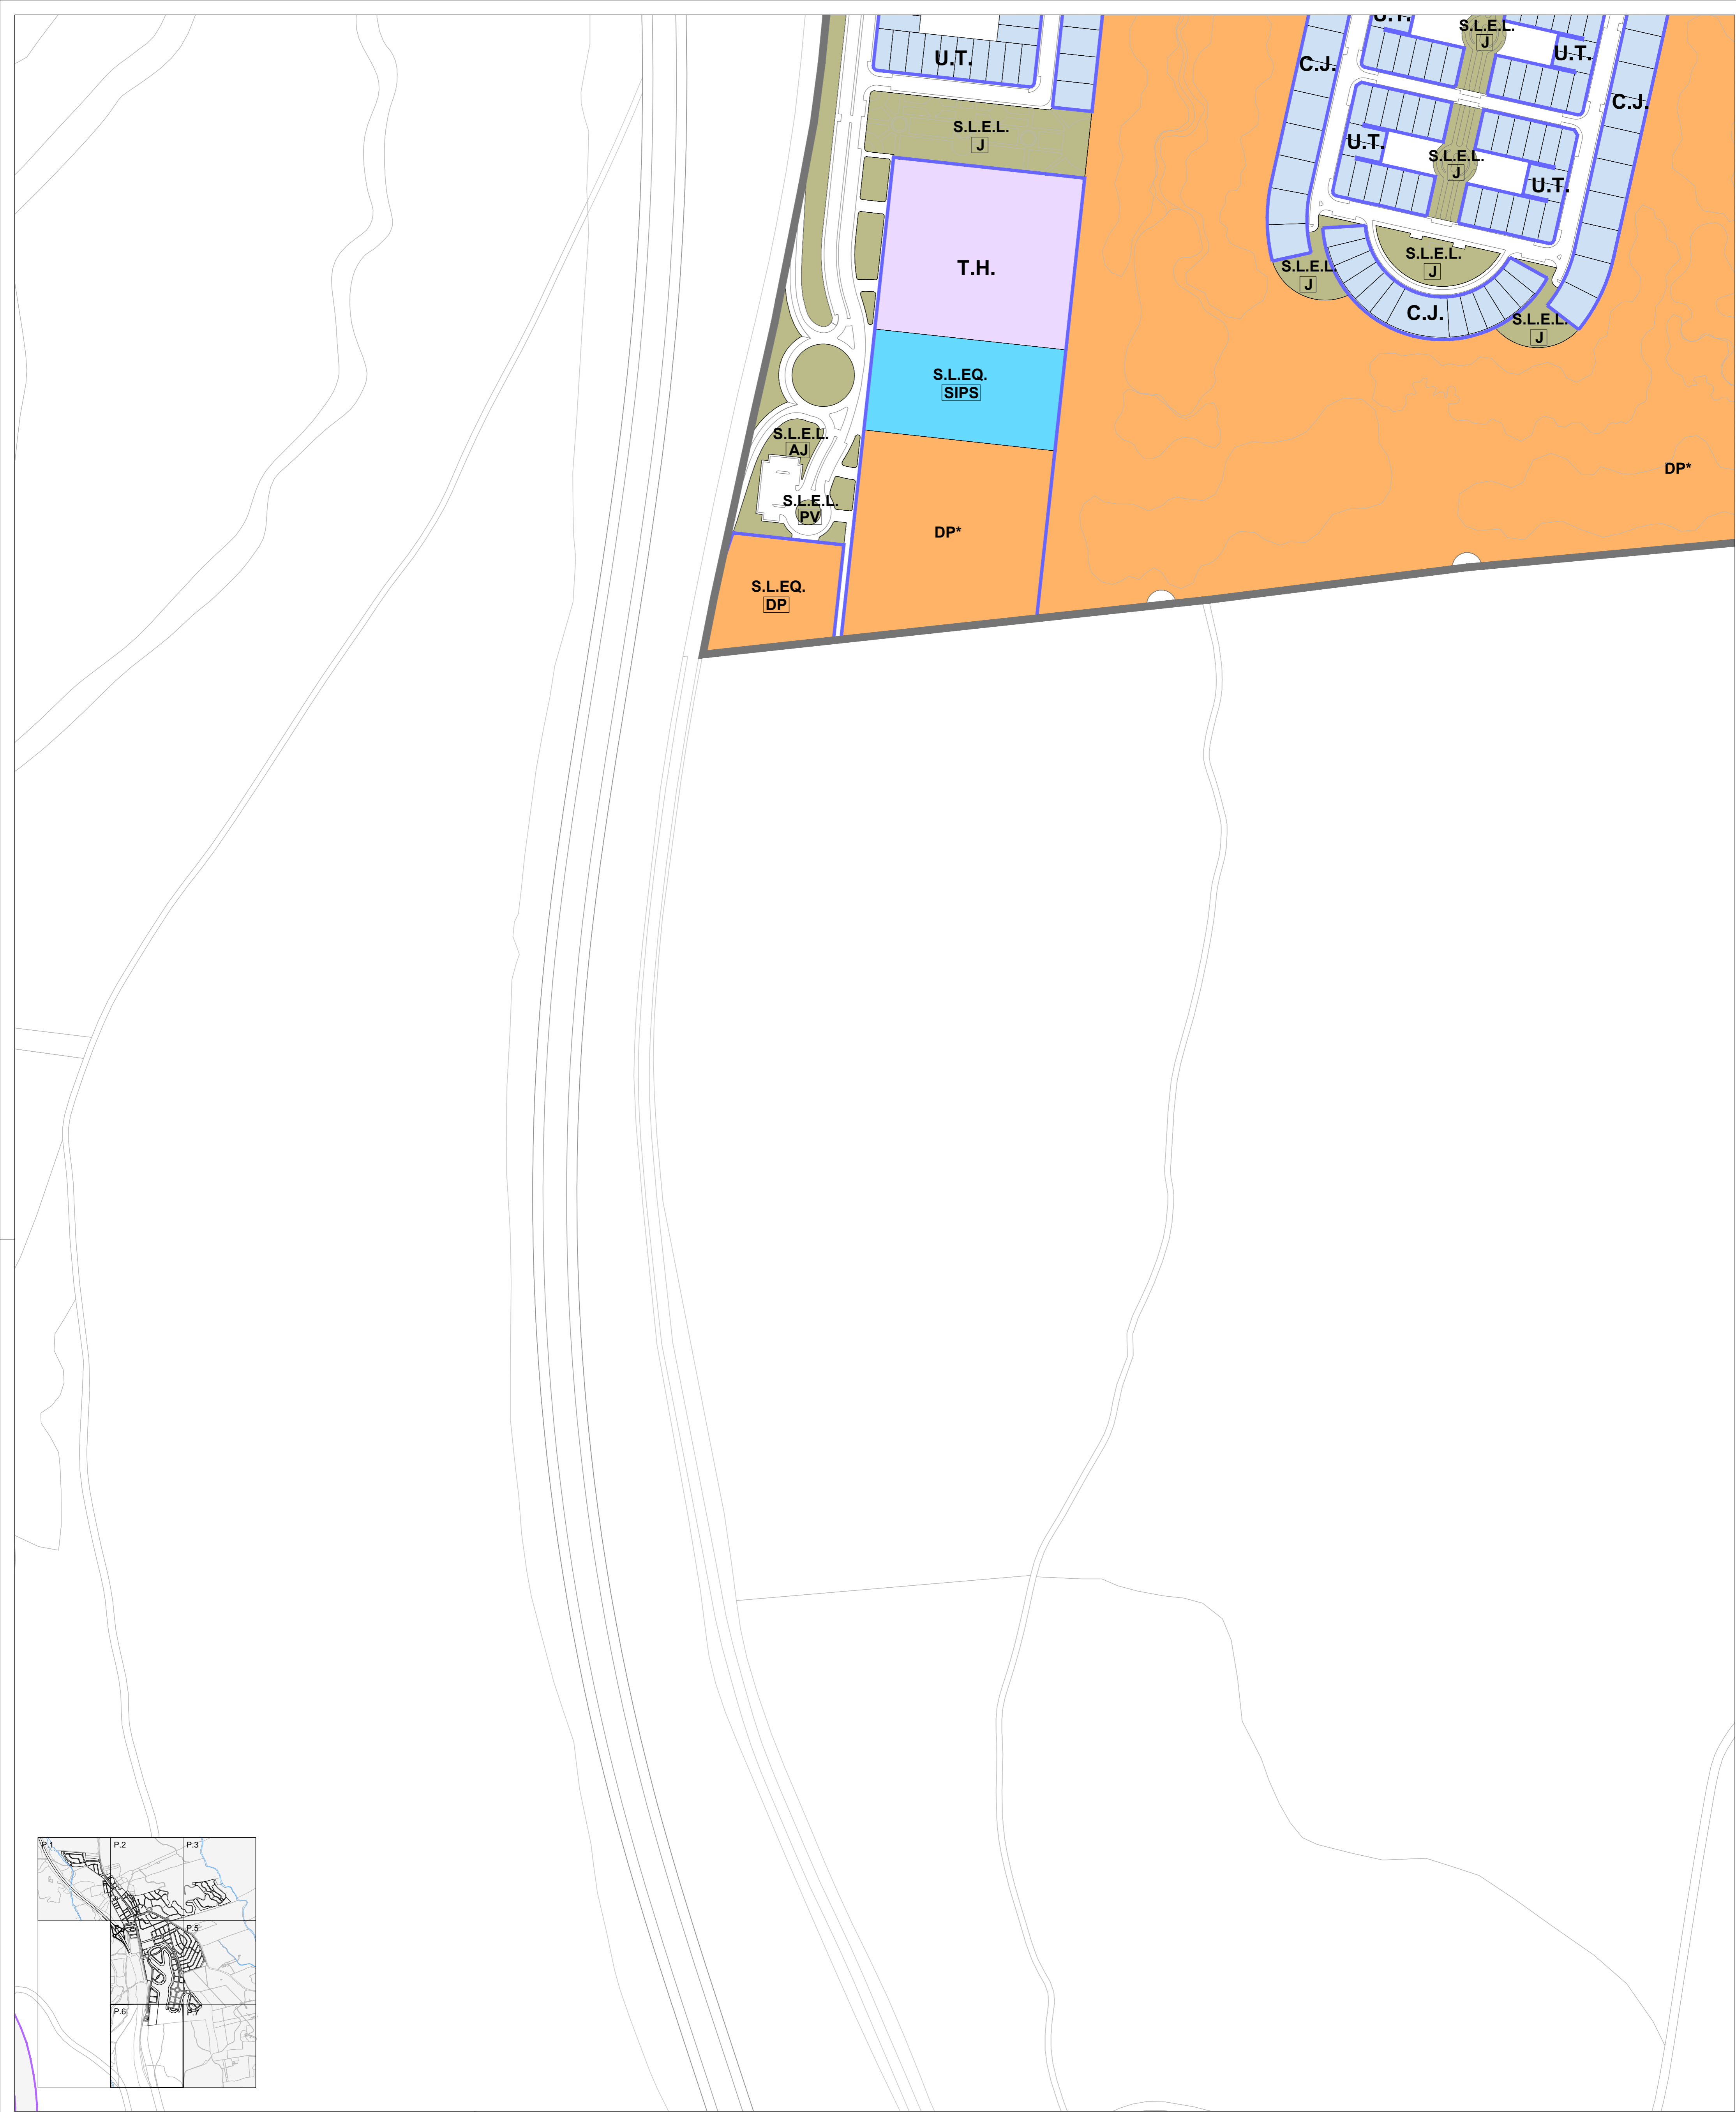 U.T.
S.L.E.L.
J
U.T.
U.T.
C.J.
C.J.
S.L.E.L.
J
U.T.
S.L.E.L.
J
U.T.
S.L.E.L.
J
S.L.E.L.
J
T.H.
C.J.
S.L.E.L.
J
S.L.EQ.
SIPS
S.L.E.L.
AJ
DP*
S.L.E.L.
PV
DP*
S.L.EQ.
DP
P.1
P.2
P.3
P.5
P.6
P.7